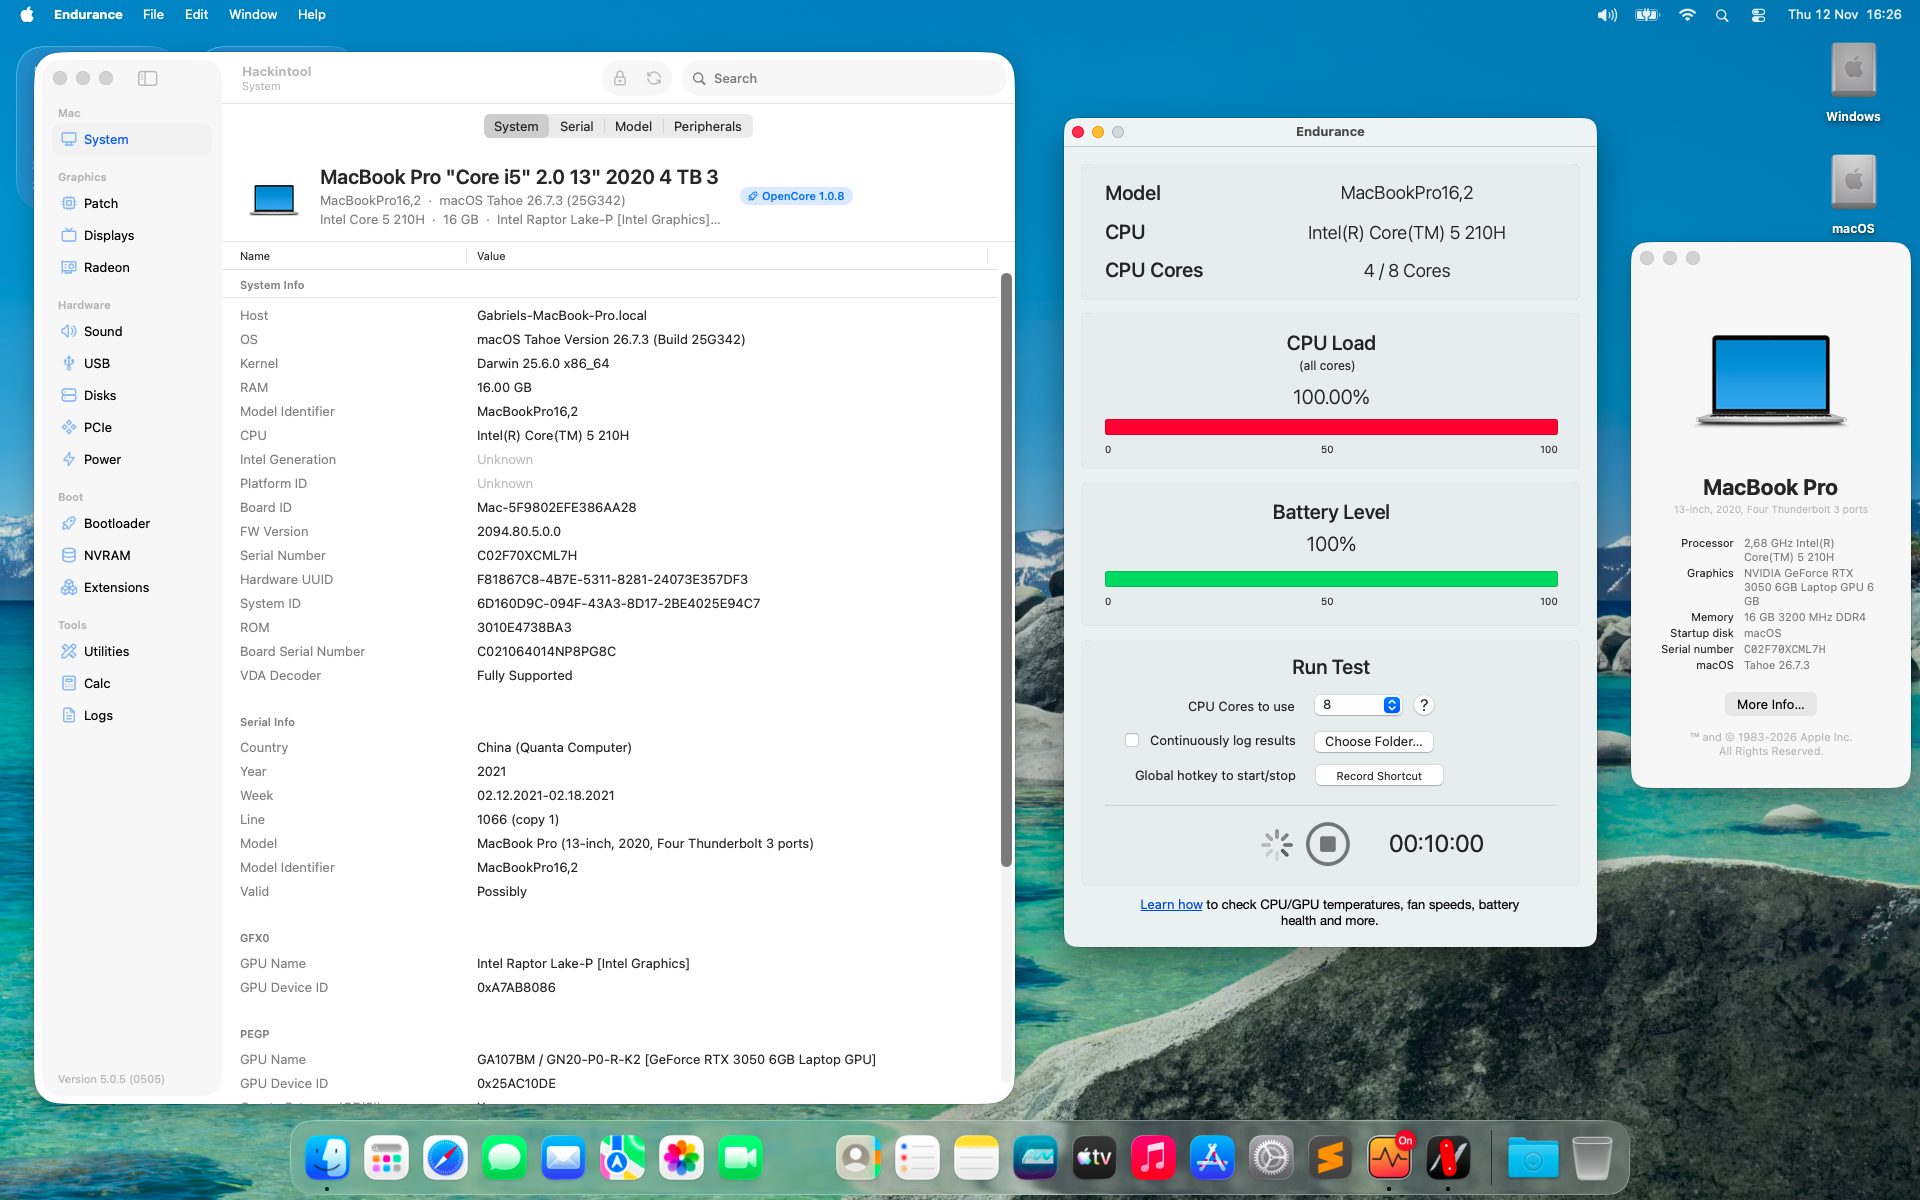 Endurance File Edit Window Help
Thu 12 Nov 16:26
Windows
macOS
Hackintool
System
Search
Mac
System
Graphics
Patch
Displays
Radeon
Hardware
Sound
USB
Disks
PCIe
Power
Boot
Bootloader
NVRAM
Extensions
Tools
Utilities
Calc
Logs
Version 5.0.5 (0505)
System Serial Model Peripherals
MacBook Pro "Core i5" 2.0 13" 2020 4 TB 3
MacBookPro16,2 · macOS Tahoe 26.7.3 (25G342)
Intel Core 5 210H · 16 GB · Intel Raptor Lake-P [Intel Graphics]...
OpenCore 1.0.8
Name Value
System Info
Host Gabriels-MacBook-Pro.local
OS macOS Tahoe Version 26.7.3 (Build 25G342)
Kernel Darwin 25.6.0 x86_64
RAM 16.00 GB
Model Identifier MacBookPro16,2
CPU Intel(R) Core(TM) 5 210H
Intel Generation Unknown
Platform ID Unknown
Board ID Mac-5F9802EFE386AA28
FW Version 2094.80.5.0.0
Serial Number C02F70XCML7H
Hardware UUID F81867C8-4B7E-5311-8281-24073E357DF3
System ID 6D160D9C-094F-43A3-8D17-2BE4025E94C7
ROM 3010E4738BA3
Board Serial Number C021064014NP8PG8C
VDA Decoder Fully Supported
Serial Info
Country China (Quanta Computer)
Year 2021
Week 02.12.2021-02.18.2021
Line 1066 (copy 1)
Model MacBook Pro (13-inch, 2020, Four Thunderbolt 3 ports)
Model Identifier MacBookPro16,2
Valid Possibly
GFX0
GPU Name Intel Raptor Lake-P [Intel Graphics]
GPU Device ID 0xA7AB8086
PEGP
GPU Name GA107BM / GN20-P0-R-K2 [GeForce RTX 3050 6GB Laptop GPU]
GPU Device ID 0x25AC10DE
Endurance
Model MacBookPro16,2
CPU Intel(R) Core(TM) 5 210H
CPU Cores 4 / 8 Cores
CPU Load
(all cores)
100.00%
0 50 100
Battery Level
100%
0 50 100
Run Test
CPU Cores to use 8 ?
Continuously log results Choose Folder...
Global hotkey to start/stop Record Shortcut
00:10:00
Learn how to check CPU/GPU temperatures, fan speeds, battery
health and more.
MacBook Pro
13-inch, 2020, Four Thunderbolt 3 ports
Processor 2,68 GHz Intel(R)
Core(TM) 5 210H
Graphics NVIDIA GeForce RTX
3050 6GB Laptop GPU 6
GB
Memory 16 GB 3200 MHz DDR4
Startup disk macOS
Serial number C02F70XCML7H
macOS Tahoe 26.7.3
More Info...
™ and © 1983-2026 Apple Inc.
All Rights Reserved.
tv
On